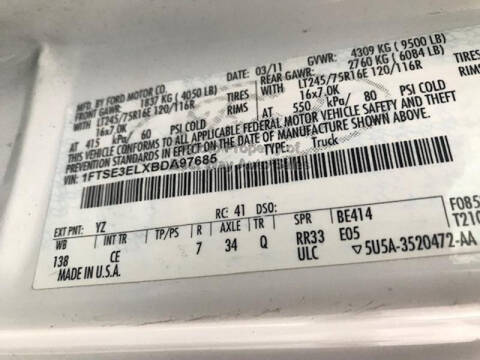 MFD. BY FORD MOTOR CO.
DATE: 03/11 GVWR: 4309 KG (9500 LB)
FRONT GAWR: 1837 KG (4050 LB) REAR GAWR: 2760 KG (6084 LB)
WITH LT245/75R16E 120/116R TIRES WITH LT245/75R16E 120/116R TIRES
16x7.0K RIMS 16x7.0K RIMS
AT 415 kPa/ 60 PSI COLD AT 550 kPa/ 80 PSI COLD
THIS VEHICLE CONFORMS TO ALL APPLICABLE FEDERAL MOTOR VEHICLE SAFETY AND THEFT
PREVENTION STANDARDS IN EFFECT ON THE DATE OF MANUFACTURE SHOWN ABOVE.
VIN: 1FTSE3ELXBDA97685
TYPE: Truck
EXT PNT: YZ RC: 41 DSO:
WB INT TR TP/PS R AXLE TR SPR
138 CE 7 34 Q RR33
ULC
BE414
E05
MADE IN U.S.A.
▽5U5A-3520472-AA